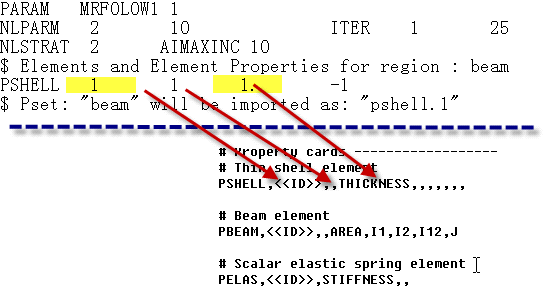 PARAM MRFOLOW1 1
NLPARM 2 10 ITER 1 25
NLSTRAT 2 AIMAXINC 10
$ Elements and Element Properties for region : beam
PSHELL 1 1 1. -1
$ Pset: "beam" will be imported as: "pshell.1"
# Property cards ------------------
# Thin shell element
PSHELL,<<ID>>,,THICKNESS,,,,,,,
# Beam element
PBEAM,<<ID>>,,AREA,I1,I2,I12,J
# Scalar elastic spring element
PELAS,<<ID>>,STIFFNESS,,